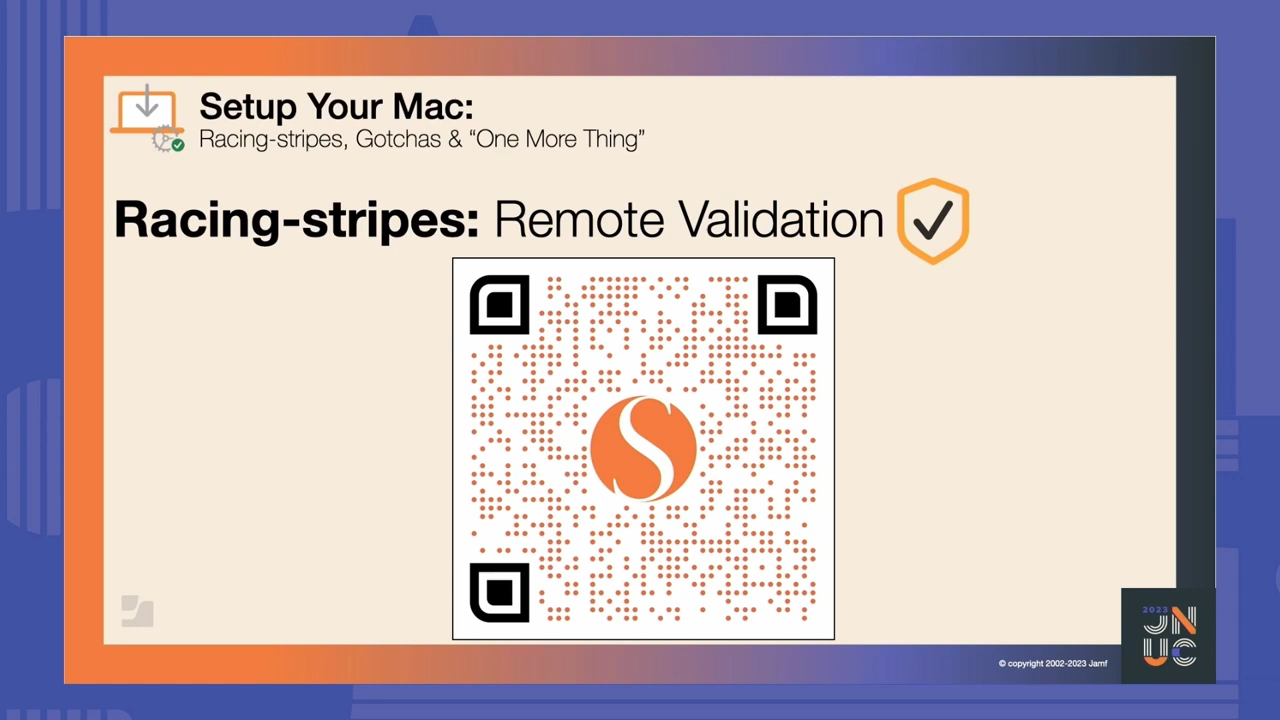 Setup Your Mac:
Racing-stripes, Gotchas & “One More Thing”
Racing-stripes: Remote Validation
S
© copyright 2002-2023 Jamf
2023
JN
UC